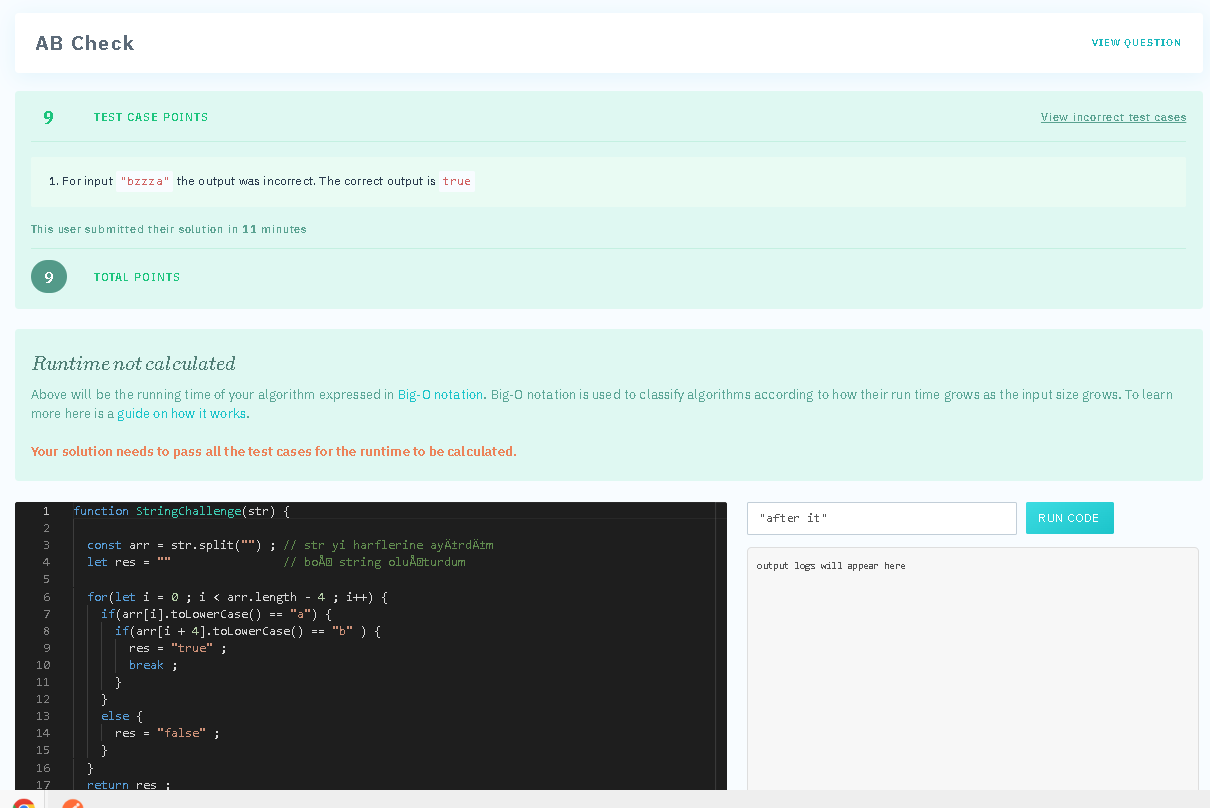 AB Check
VIEW QUESTION
9 TEST CASE POINTS
View incorrect test cases
1. For input "bzzza" the output was incorrect. The correct output is true
This user submitted their solution in 11 minutes
9 TOTAL POINTS
Runtime not calculated
Above will be the running time of your algorithm expressed in Big-O notation. Big-O notation is used to classify algorithms according to how their run time grows as the input size grows. To learn
more here is a guide on how it works.
Your solution needs to pass all the test cases for the runtime to be calculated.
1 function StringChallenge(str) {
2
3 const arr = str.split("") ; // str yi harflerine ayÄ±rdÄ±m
4 let res = "" // boÅ string oluÅturdum
5
6 for(let i = 0 ; i < arr.length - 4 ; i++) {
7 if(arr[i].toLowerCase() == "a") {
8 if(arr[i + 4].toLowerCase() == "b" ) {
9 res = "true" ;
10 break ;
11 }
12 }
13 else {
14 res = "false" ;
15 }
16 }
17 return res ;
"after it"
RUN CODE
output logs will appear here